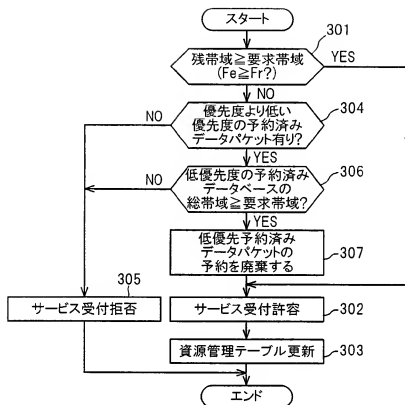 スタート
301
残帯域≧要求帯域
(Fe≧Fr?)
YES
NO
304
NO
優先度より低い
優先度の予約済み
データパケット有り?
YES
306
NO
低優先度の予約済み
データベースの
総帯域≧要求帯域?
YES
低優先予約済み
データパケットの
予約を廃棄する
307
305
サービス受付拒否
サービス受付許容
302
資源管理テーブル更新
303
エンド